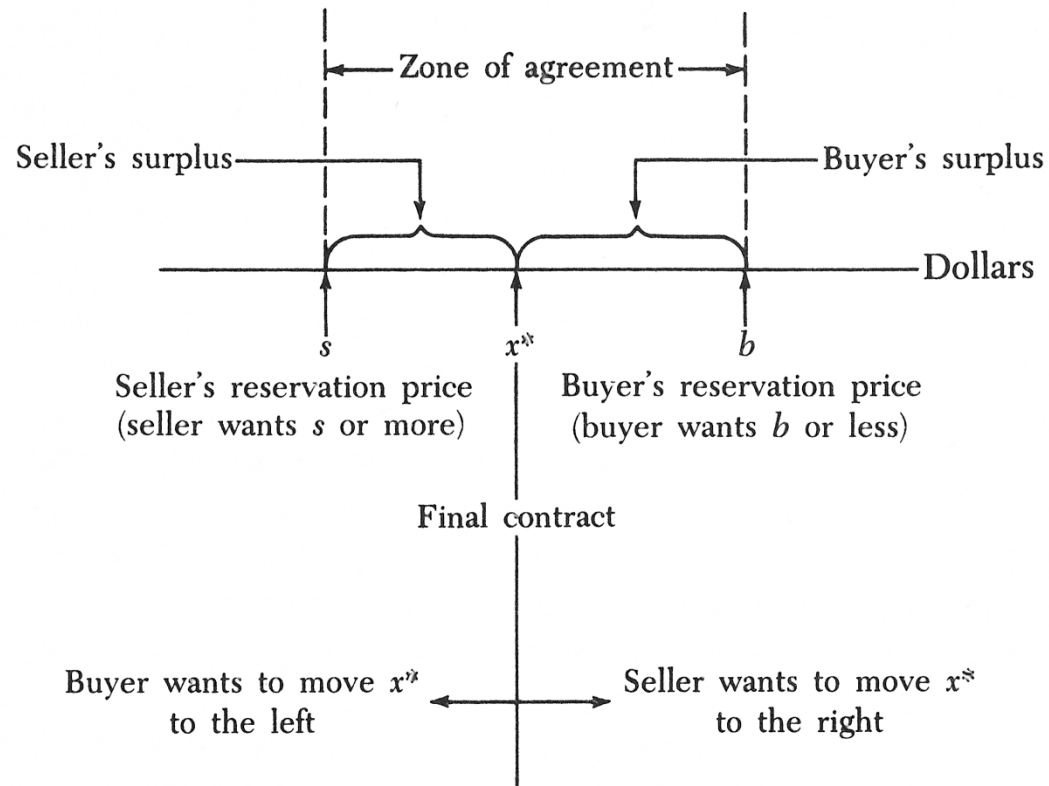 Zone of agreement
Seller's surplus
Buyer's surplus
Dollars
s
x*
b
Seller's reservation price
(seller wants s or more)
Buyer's reservation price
(buyer wants b or less)
Final contract
Buyer wants to move x*
to the left
Seller wants to move x*
to the right